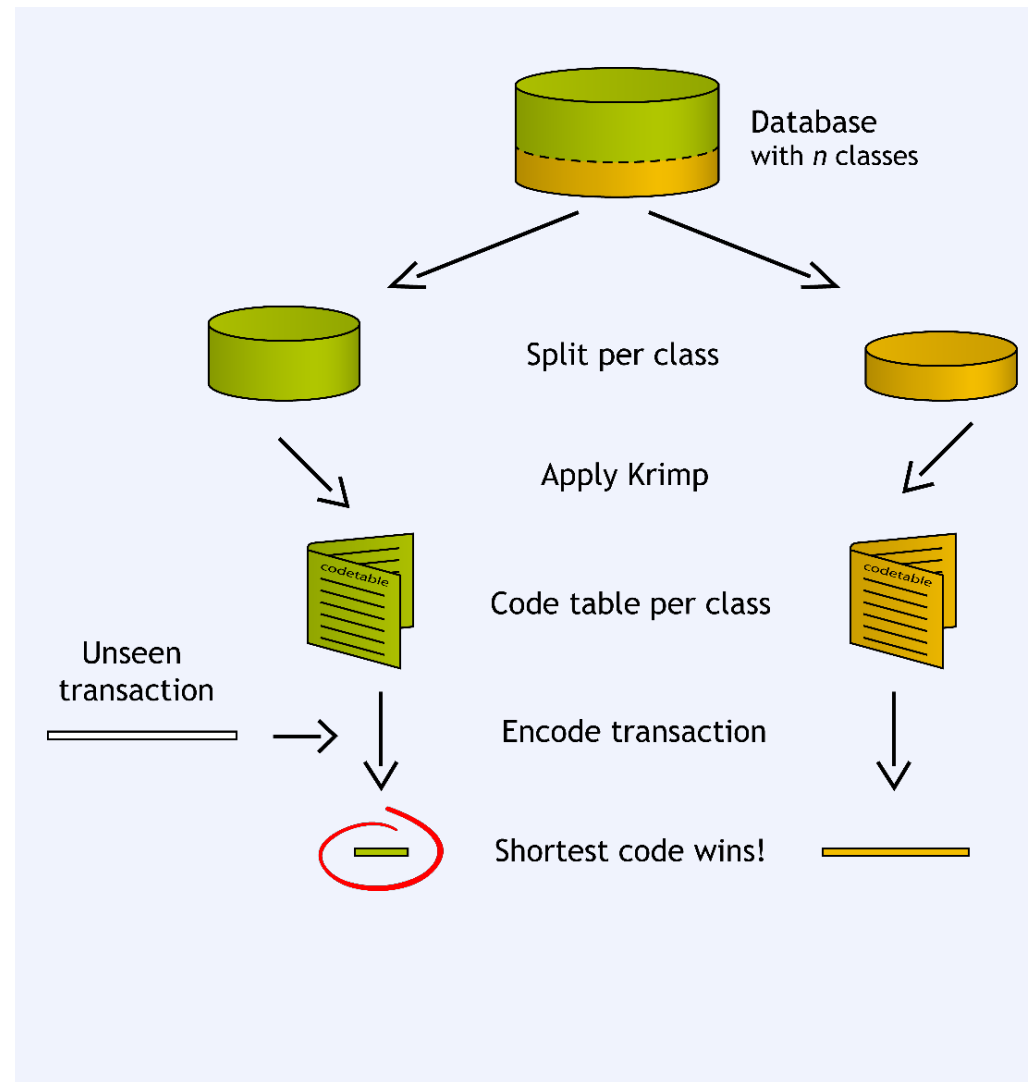 Database
with n classes
Split per class
Apply Krimp
codetable
codetable
Code table per class
Unseen
transaction
Encode transaction
Shortest code wins!